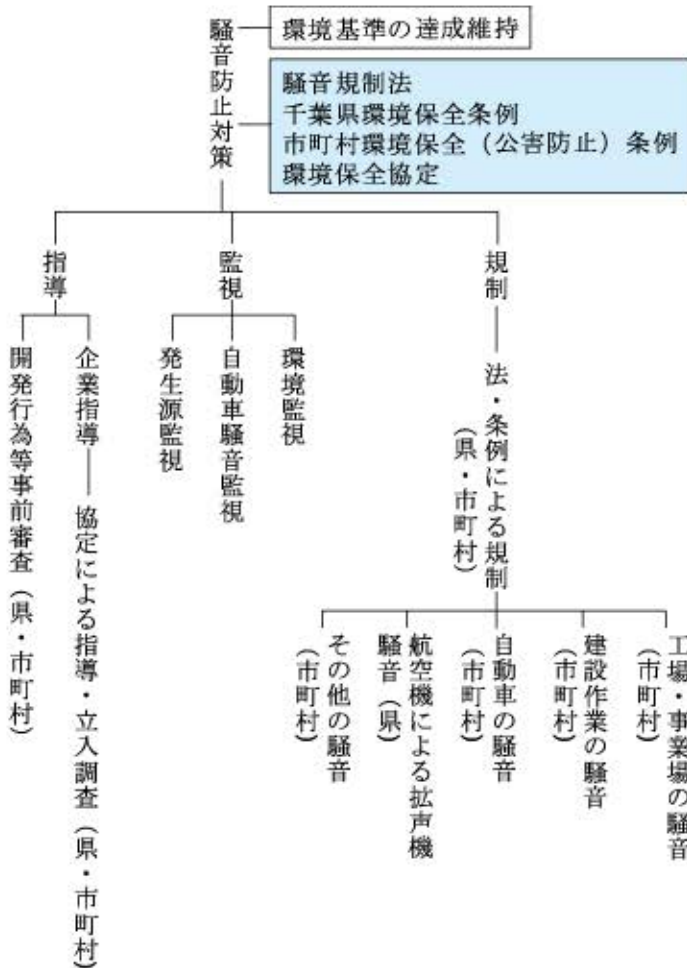 騒音防止対策
環境基準の達成維持
騒音規制法
千葉県環境保全条例
市町村環境保全（公害防止）条例
環境保全協定
規制
法・条例による規制
（県・市町村）
工場・事業場の騒音
（市町村）
建設作業の騒音
（市町村）
自動車の騒音
（市町村）
航空機による拡声機
騒音（県）
その他の騒音
（市町村）
監視
環境監視
自動車騒音監視
発生源監視
指導
企業指導
協定による指導・立入調査（県・市町村）
開発行為等事前審査（県・市町村）